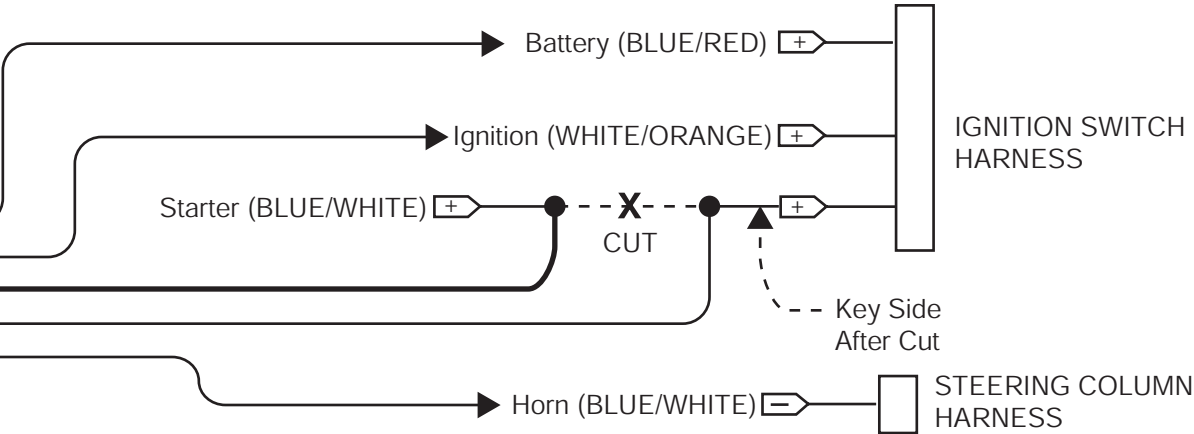 Battery (BLUE/RED) +
Ignition (WHITE/ORANGE) +
IGNITION SWITCH
HARNESS
Starter (BLUE/WHITE) + X +
CUT
Key Side
After Cut
Horn (BLUE/WHITE) −
STEERING COLUMN
HARNESS